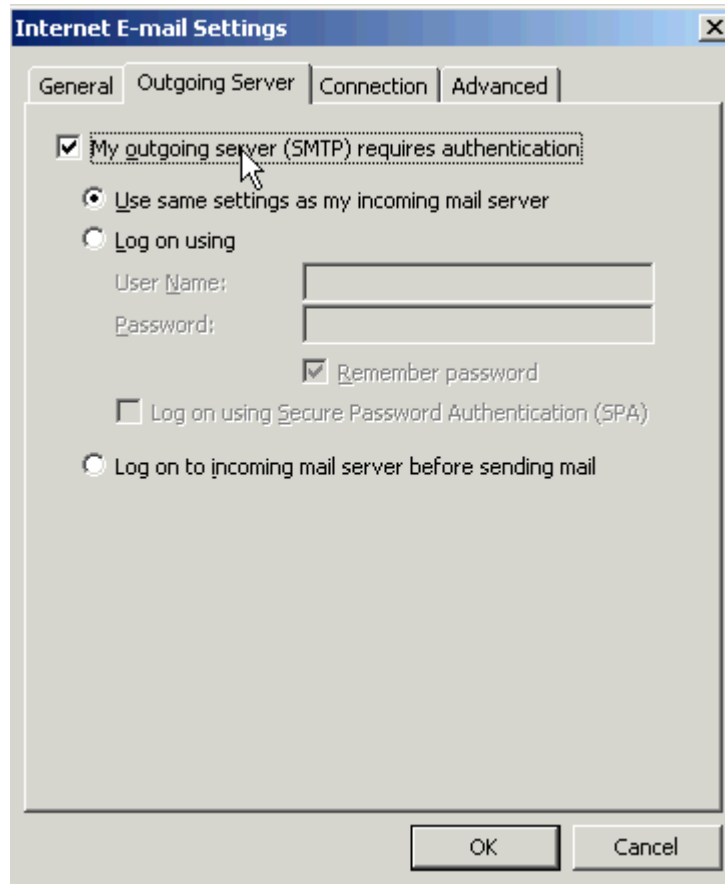 Internet E-mail Settings
General Outgoing Server Connection Advanced
My outgoing server (SMTP) requires authentication
Use same settings as my incoming mail server
Log on using
User Name:
Password:
Remember password
Log on using Secure Password Authentication (SPA)
Log on to incoming mail server before sending mail
OK Cancel